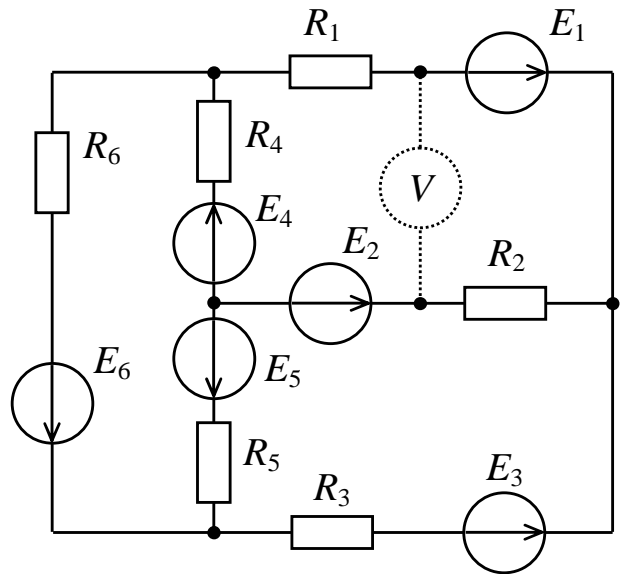 R₁ E₁
R₆ R₄
V
E₄ E₂ R₂
E₆ E₅
R₅ R₃ E₃